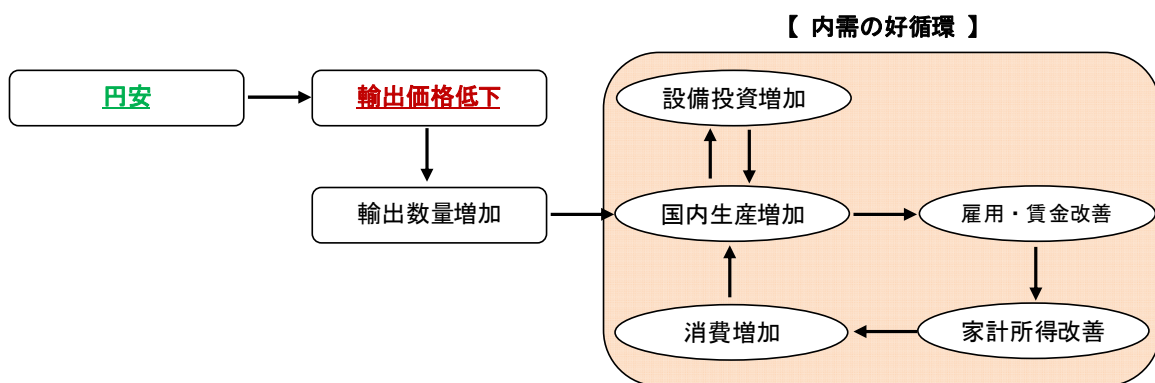 【 内需の好循環 】
円安
輸出価格低下
設備投資増加
輸出数量増加
国内生産増加
雇用・賃金改善
消費増加
家計所得改善